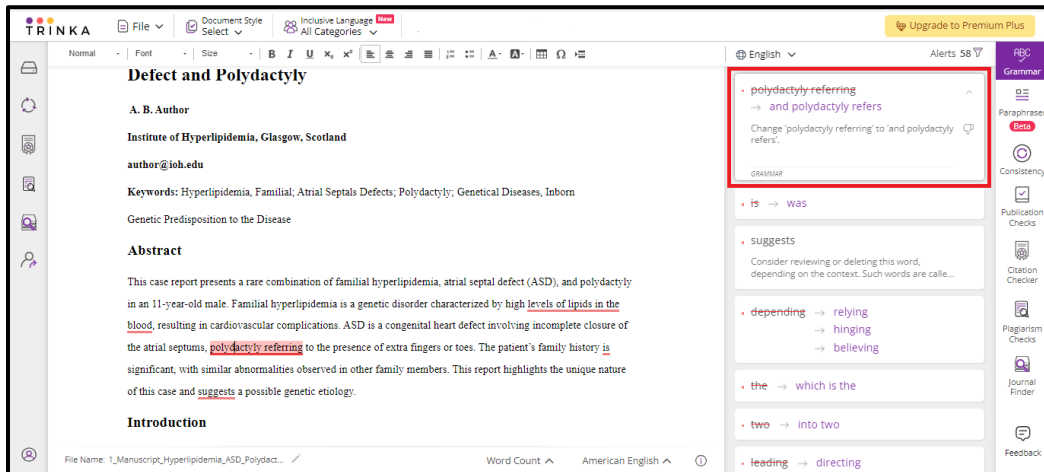 TRINKA
File
Document Style
Select
Inclusive Language New
All Categories
Upgrade to Premium Plus
Normal - Font - Size - B I U x, x² A A Ω
English
Alerts 58
Grammar
Paraphraser
Beta
Consistency
Publication
Checks
Citation
Checker
Plagiarism
Checks
Journal
Finder
Feedback
Defect and Polydactyly
A. B. Author
Institute of Hyperlipidemia, Glasgow, Scotland
author@ioh.edu
Keywords: Hyperlipidemia, Familial; Atrial Septals Defects; Polydactyly; Genetical Diseases, Inborn
Genetic Predisposition to the Disease
Abstract
This case report presents a rare combination of familial hyperlipidemia, atrial septal defect (ASD), and polydactyly
in an 11-year-old male. Familial hyperlipidemia is a genetic disorder characterized by high levels of lipids in the
blood, resulting in cardiovascular complications. ASD is a congenital heart defect involving incomplete closure of
the atrial septums, polydactyly referring to the presence of extra fingers or toes. The patient's family history is
significant, with similar abnormalities observed in other family members. This report highlights the unique nature
of this case and suggests a possible genetic etiology.
Introduction
polydactyly referring
→ and polydactyly refers
Change 'polydactyly referring' to 'and polydactyly
refers'.
GRAMMAR
is → was
suggests
Consider reviewing or deleting this word,
depending on the context. Such words are calle...
depending → relying
→ hinging
→ believing
the → which is the
two → into two
leading → directing
File Name: 1_Manuscript_Hyperlipidemia_ASD_Polydact...
Word Count
American English